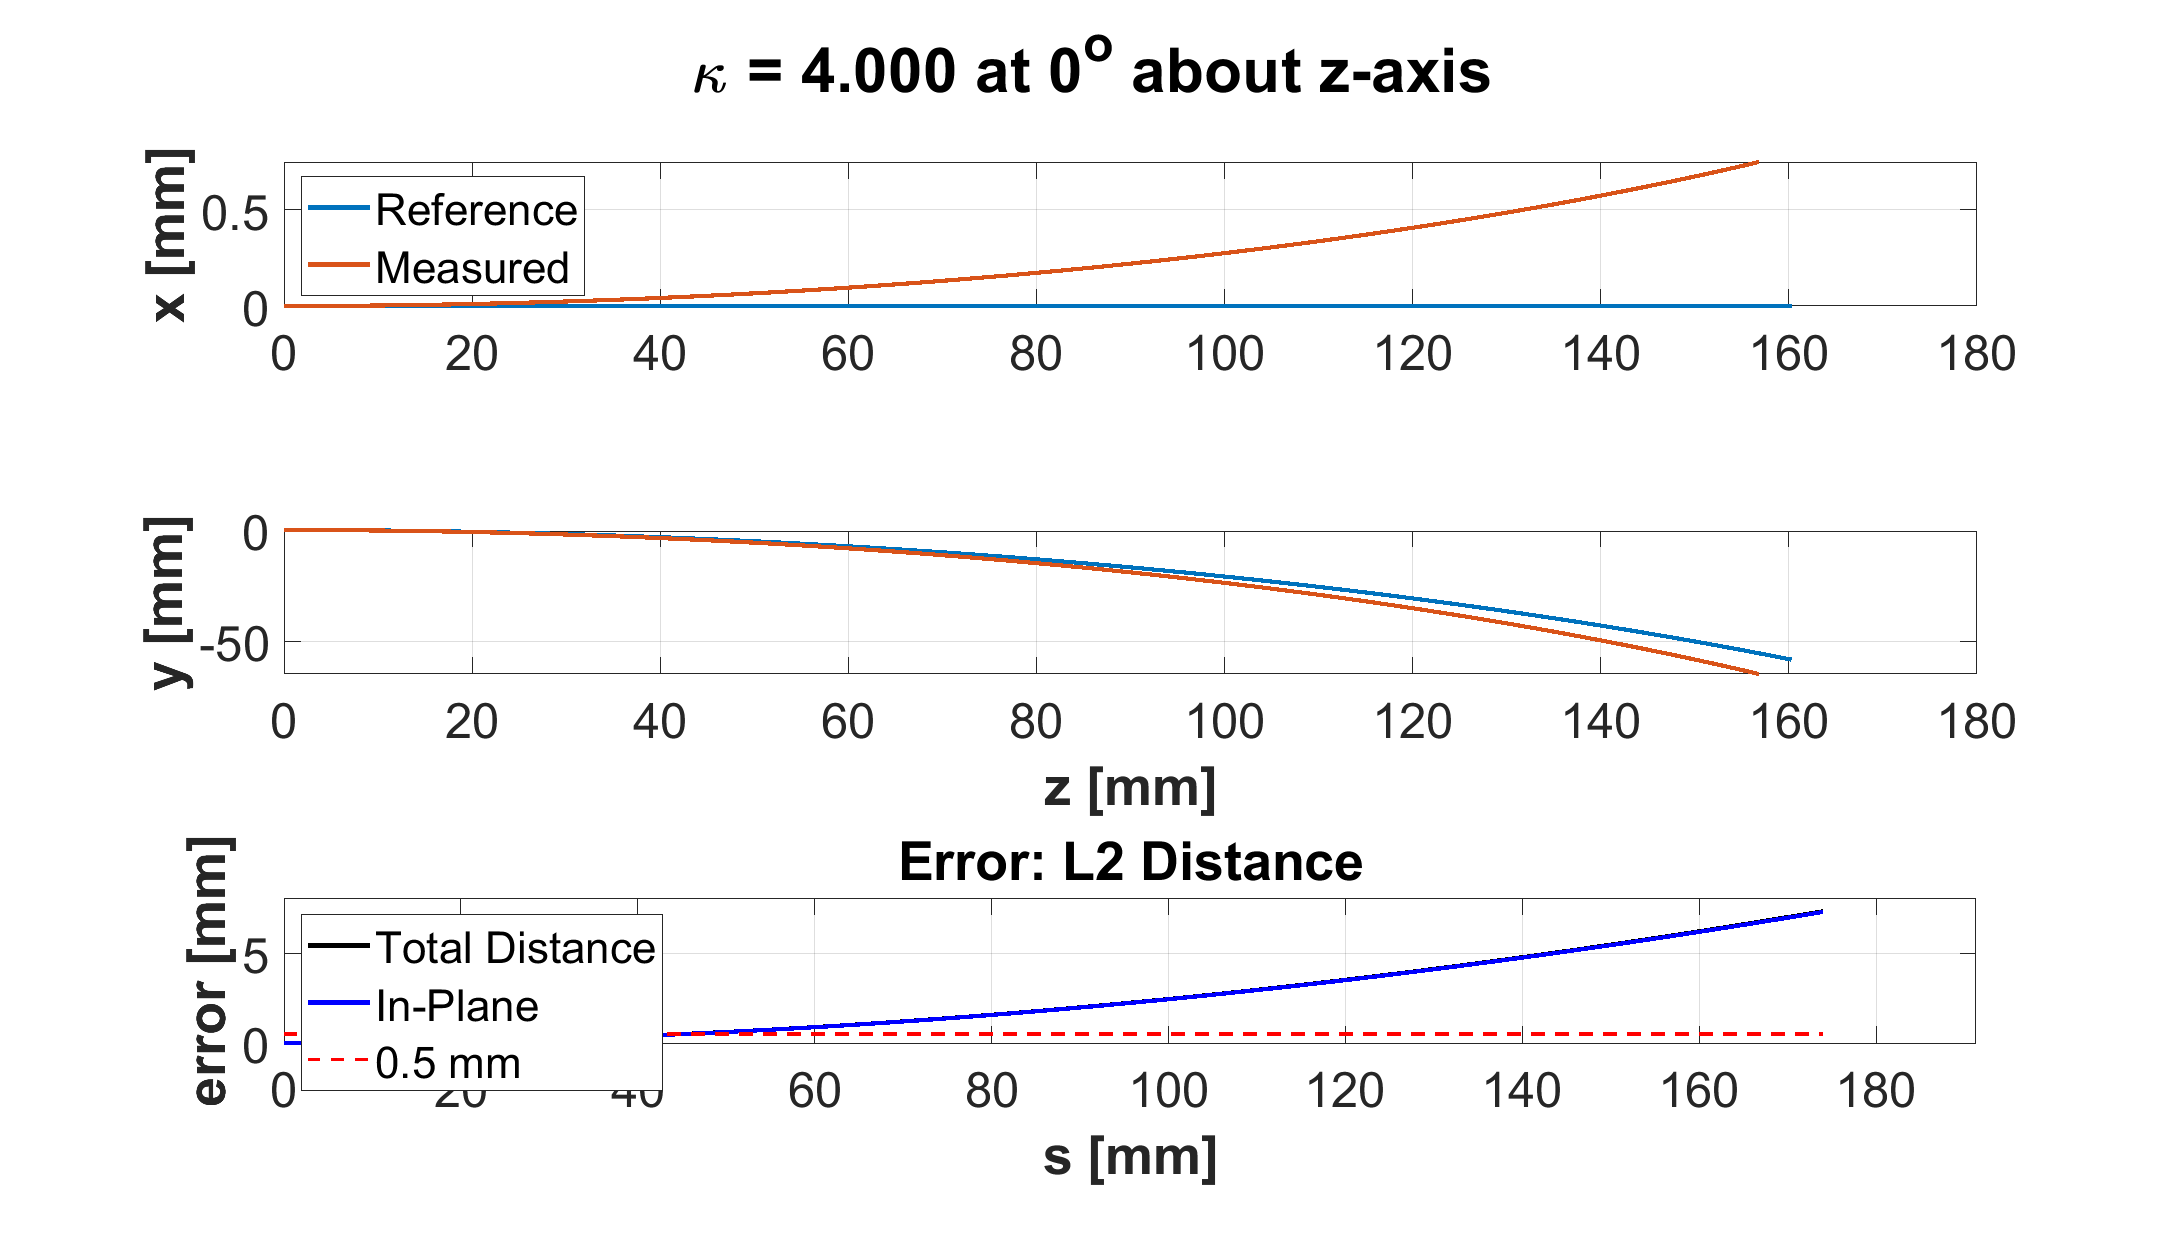 κ = 4.000 at 0° about z-axis
x [mm]
0.5
0
Reference
Measured
0 20 40 60 80 100 120 140 160 180
y [mm]
0
-50
0 20 40 60 80 100 120 140 160 180
z [mm]
Error: L2 Distance
error [mm]
5
0
Total Distance
In-Plane
0.5 mm
0 20 40 60 80 100 120 140 160 180
s [mm]